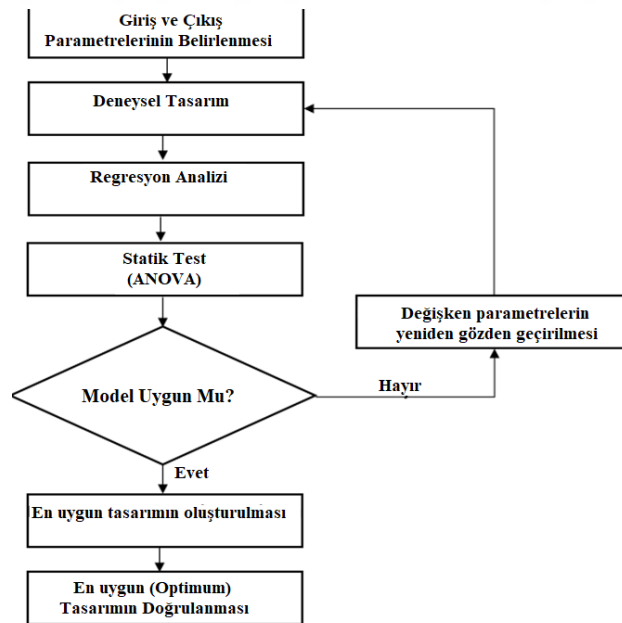 Giriş ve Çıkış
Parametrelerinin Belirlenmesi
Deneysel Tasarım
Regresyon Analizi
Statik Test
(ANOVA)
Değişken parametrelerin
yeniden gözden geçirilmesi
Model Uygun Mu?
Hayır
Evet
En uygun tasarımın oluşturulması
En uygun (Optimum)
Tasarımın Doğrulanması